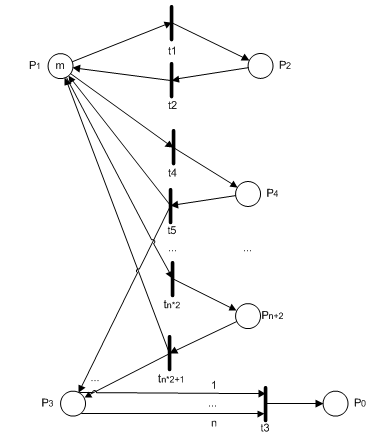 t1
P1
m
P2
t2
t4
P4
t5
... ...
tn*2
Pn+2
tn*2+1
...
1
P3
...
P0
n
t3